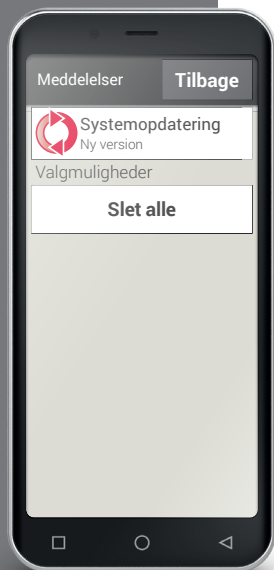 Meddelelser
Tilbage
Systemopdatering
Ny version
Valgmuligheder
Slet alle